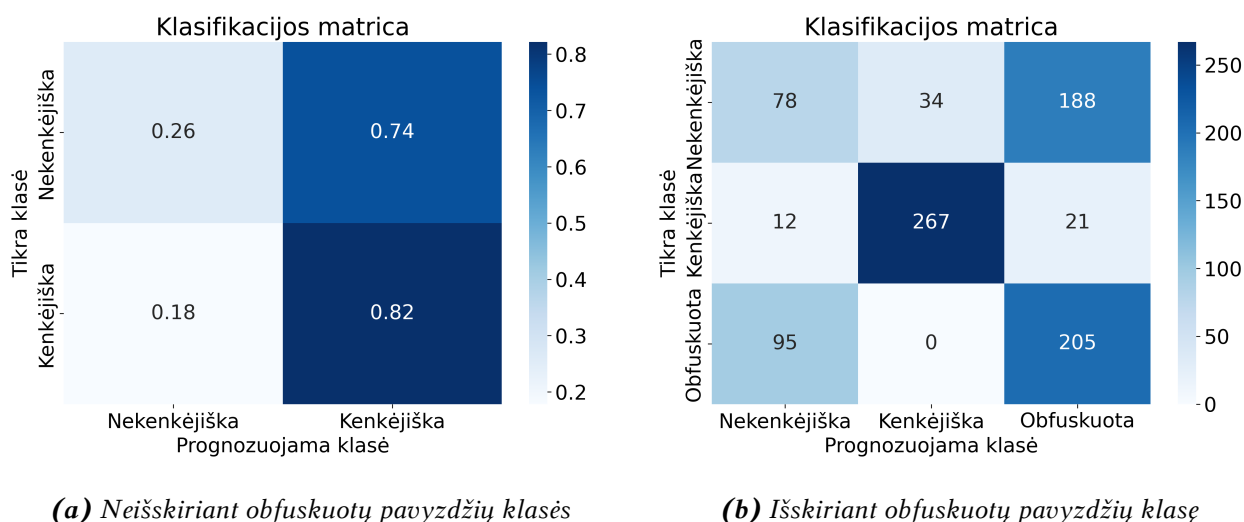 Klasifikacijos matrica
Tikra klasė
Nekenkėjiška
Kenkėjiška
0.26
0.74
0.18
0.82
Nekenkėjiška
Kenkėjiška
Prognozuojama klasė
0.8
0.7
0.6
0.5
0.4
0.3
0.2
(a) Neišskiriant obfuskuotų pavyzdžių klasės
Klasifikacijos matrica
Tikra klasė
Nekenkėjiška
Kenkėjiška
Obfuskuota
78
34
188
12
267
21
95
0
205
Nekenkėjiška
Kenkėjiška
Obfuskuota
Prognozuojama klasė
250
200
150
100
50
0
(b) Išskiriant obfuskuotų pavyzdžių klasę